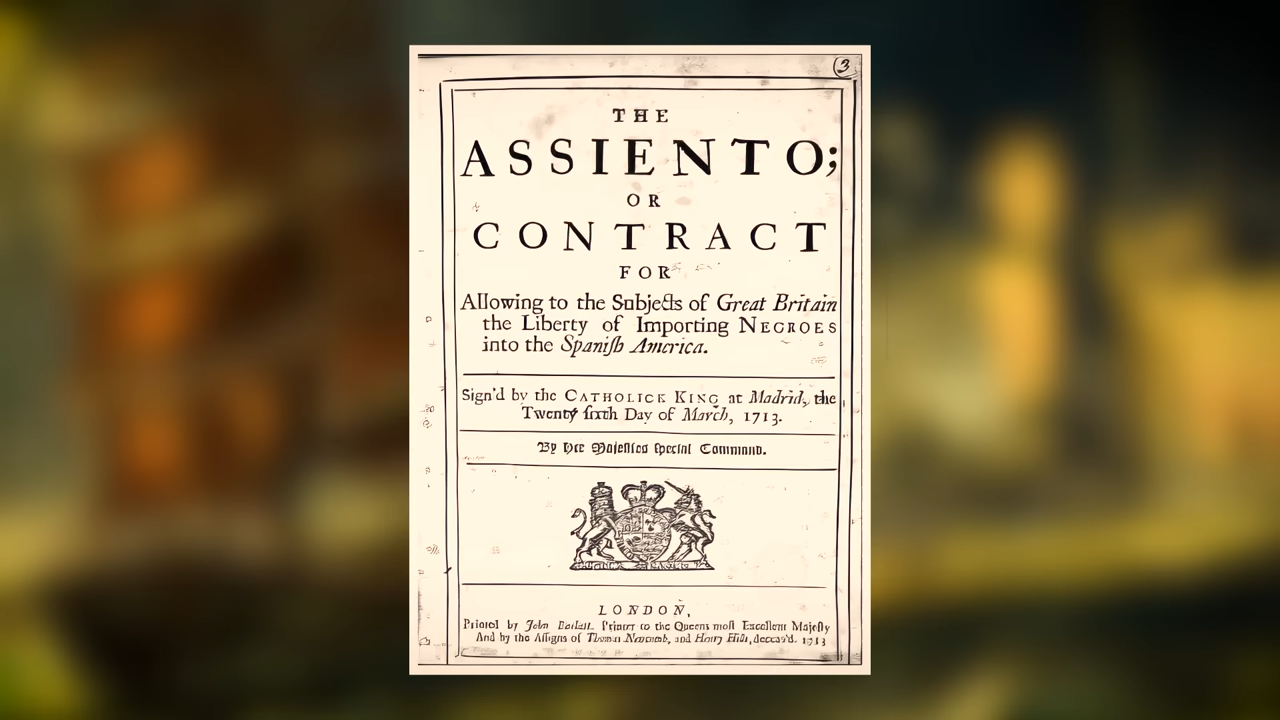 3
THE
ASSIENTO;
OR
CONTRACT
FOR
Allowing to the Subjects of Great Britain
the Liberty of Importing NEGROES
into the Spaniſh America.
Sign'd by the CATHOLICK KING at Madrid, the
Twenty ſixth Day of March, 1713.
By Her Majeſties Special Command.
LONDON,
Printed by John Printer to the Queens moſt Excellent Majeſty
And by the Aſſigns of Thomas Newcomb, and Henry Hills, deceas'd. 1713